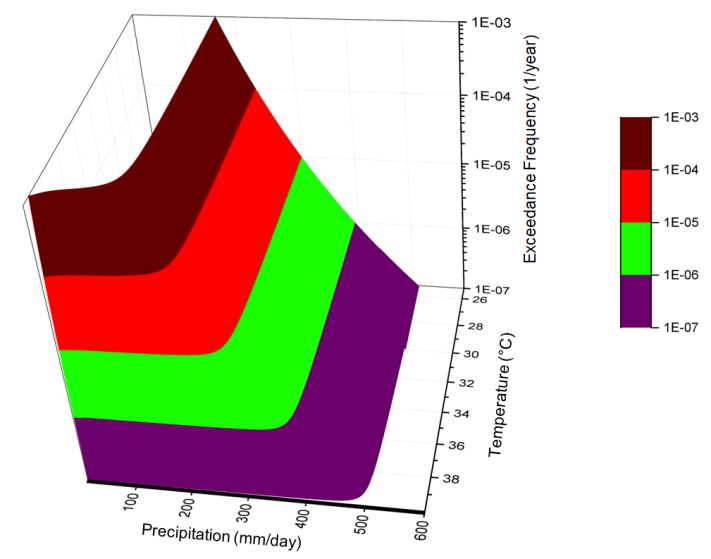 1E-03
1E-04
1E-05
1E-06
1E-07
Exceedance Frequency (1/year)
26
28
30
32
34
36
38
Temperature (°C)
100
200
300
400
500
600
Precipitation (mm/day)
1E-03
1E-04
1E-05
1E-06
1E-07